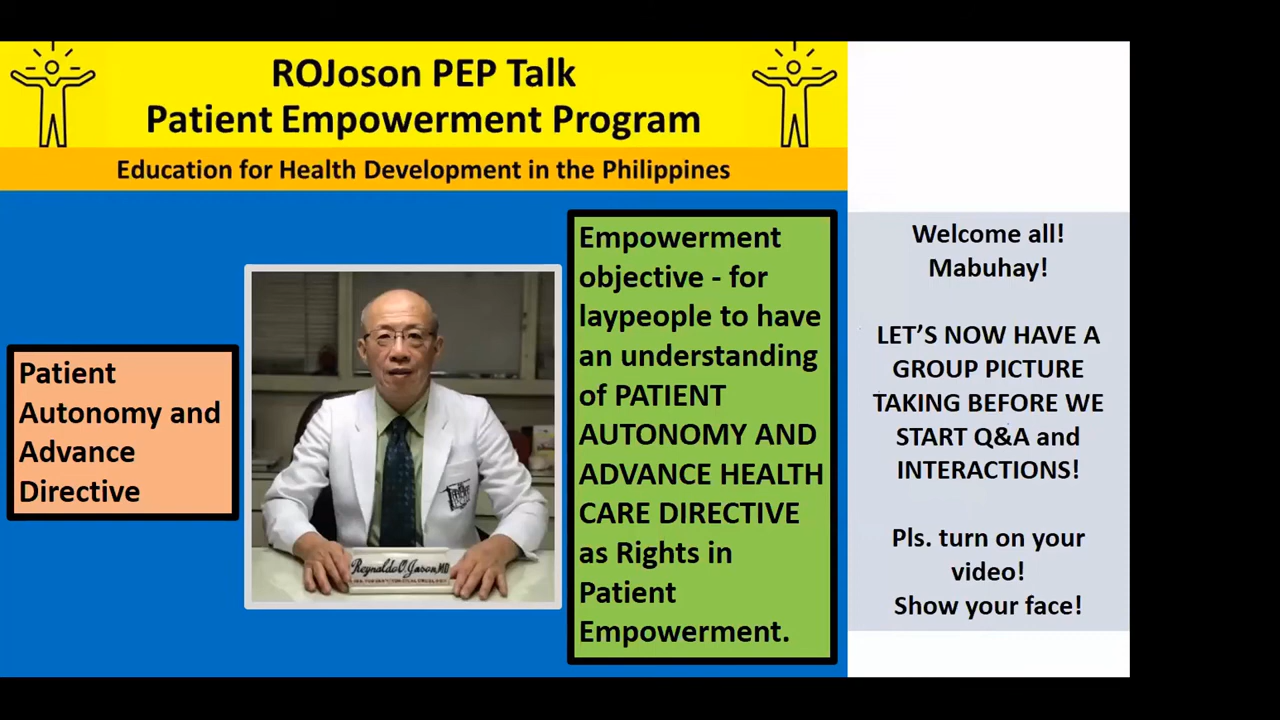 ROJoson PEP Talk
Patient Empowerment Program
Education for Health Development in the Philippines
Patient
Autonomy and
Advance
Directive
Reynaldo O. Joson, MD
Empowerment
objective - for
laypeople to have
an understanding
of PATIENT
AUTONOMY AND
ADVANCE HEALTH
CARE DIRECTIVE
as Rights in
Patient
Empowerment.
Welcome all!
Mabuhay!
LET'S NOW HAVE A
GROUP PICTURE
TAKING BEFORE WE
START Q&A and
INTERACTIONS!
Pls. turn on your
video!
Show your face!